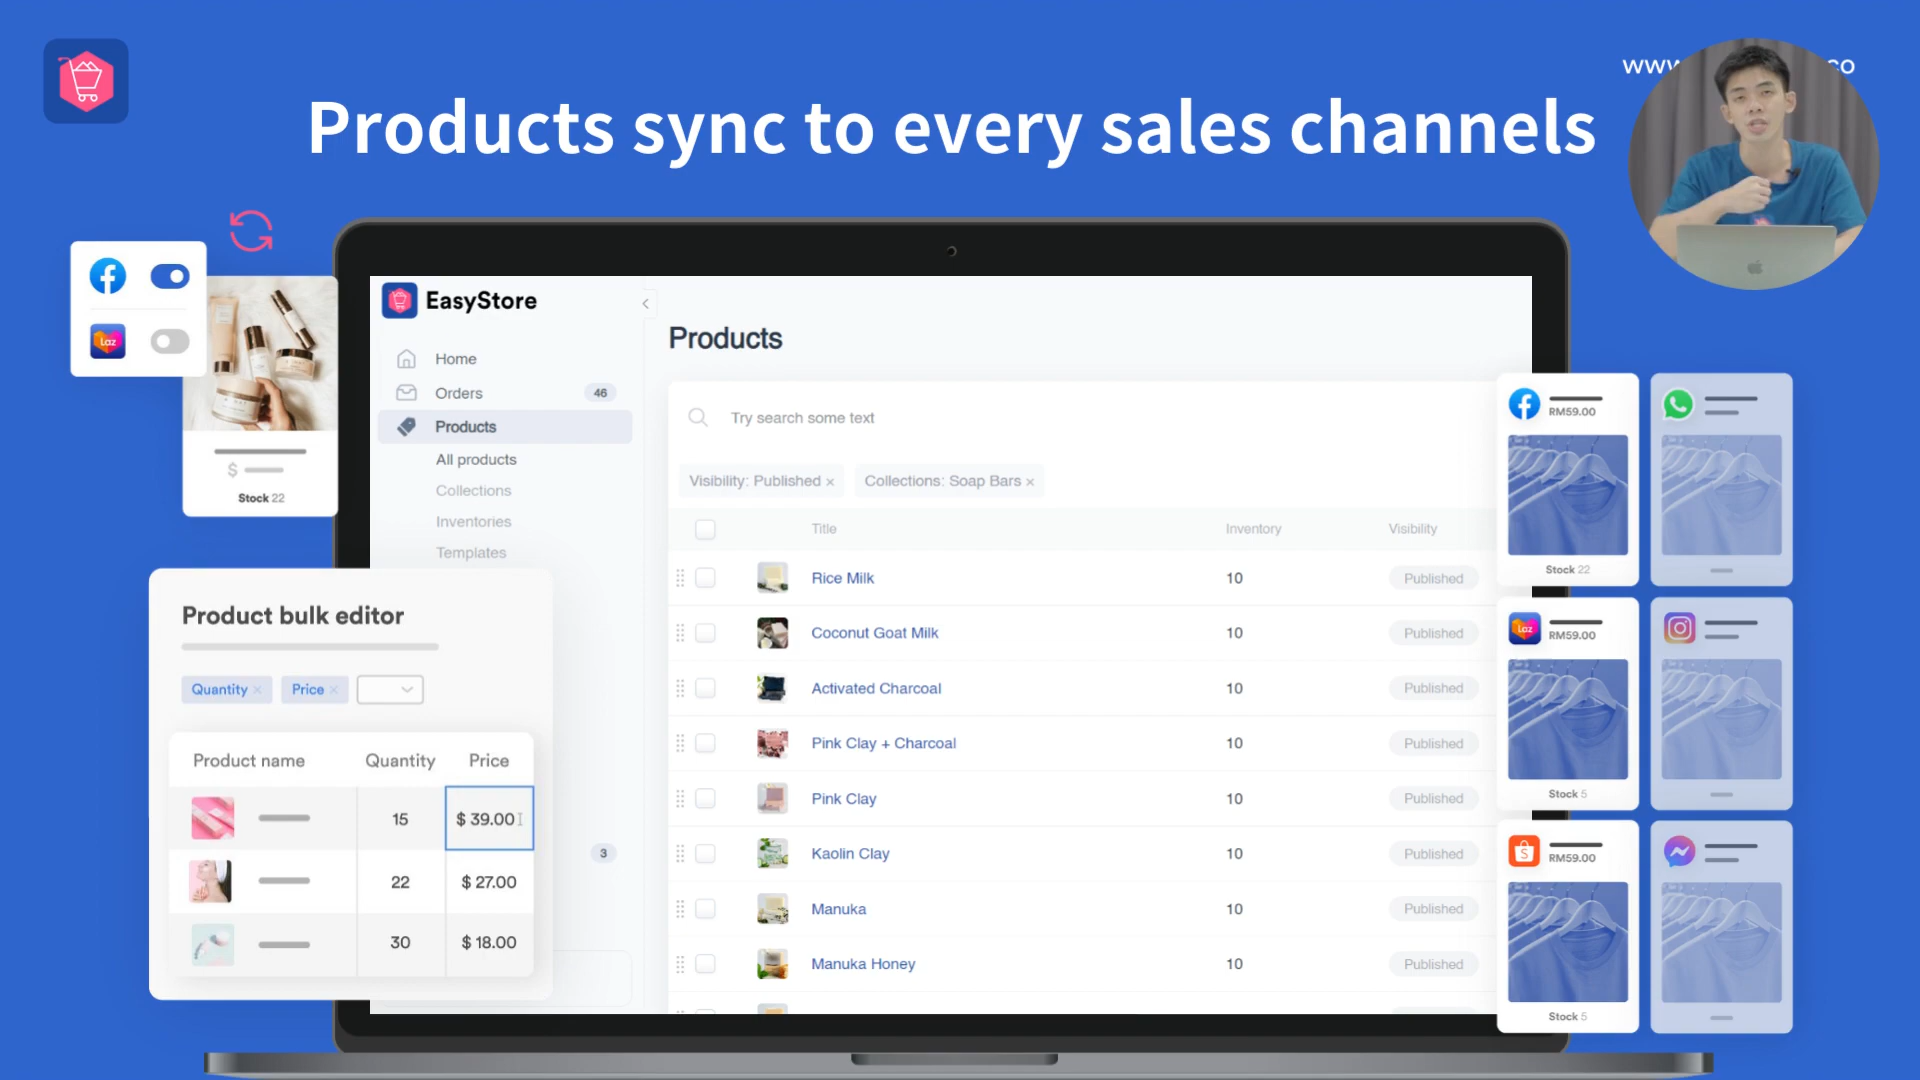 www
co
Products sync to every sales channels
Laz
$
Stock 22
EasyStore
Home
Orders 46
Products
All products
Collections
Inventories
Templates
3
Products
Try search some text
Visibility: Published × Collections: Soap Bars ×
Title Inventory Visibility
Rice Milk 10 Published
Coconut Goat Milk 10 Published
Activated Charcoal 10 Published
Pink Clay + Charcoal 10 Published
Pink Clay 10 Published
Kaolin Clay 10 Published
Manuka 10 Published
Manuka Honey 10 Published
Product bulk editor
Quantity × Price ×
Product name Quantity Price
15 $ 39.00
22 $ 27.00
30 $ 18.00
RM59.00
Stock 22
Laz
RM59.00
Stock 5
S
RM59.00
Stock 5